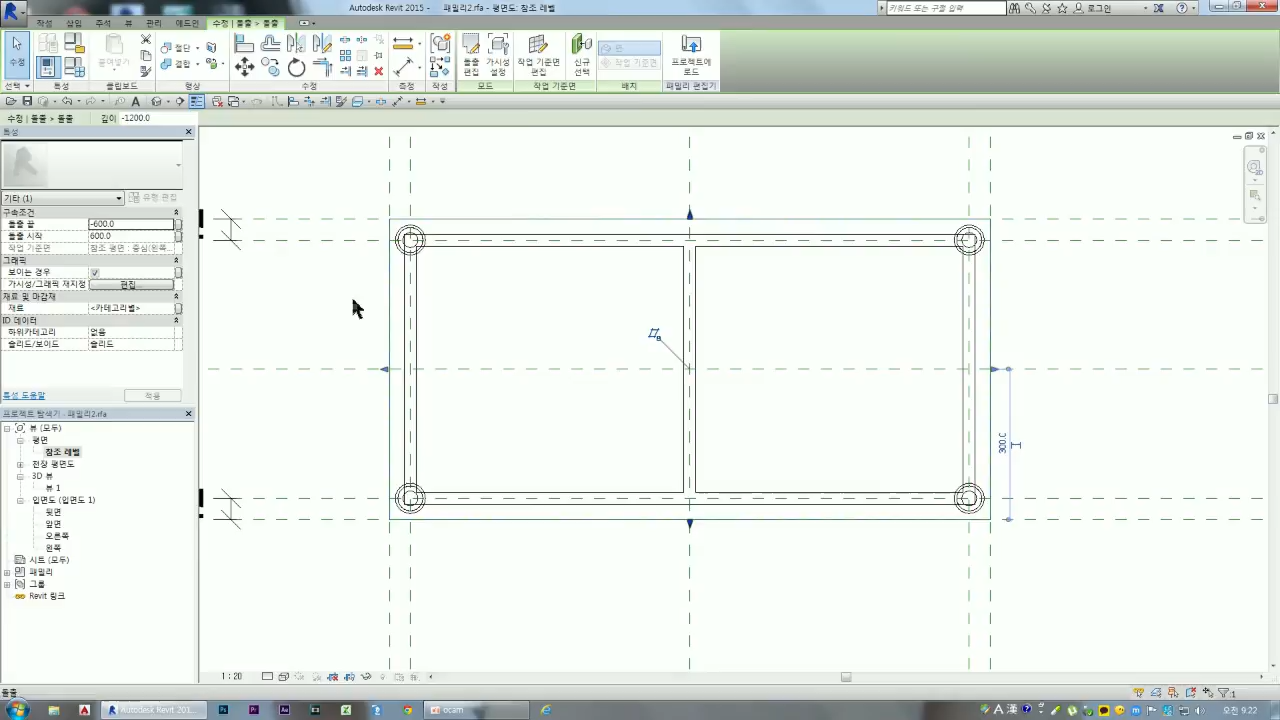 Autodesk Revit 2015 - 패밀리2.rfa - 평면도: 참조 레벨
키워드 또는 구절 입력
로그인
작성 삽입 주석 뷰 관리 애드인 수정 | 돌출 > 돌출
수정
붙여넣기
절단
결합
돌출 편집
가시성 설정
작업 기준면 편집
신규 선택
면
작업 기준면
프로젝트에 로드
선택 특성 클립보드 형상 수정 측정 작성 모드 작업 기준면 배치 패밀리 편집기
수정 | 돌출 > 돌출 깊이 -1200.0
특성
기타 (1) 유형 편집
구속조건
돌출 끝 -600.0
돌출 시작 600.0
작업 기준면 참조 평면 : 중심(왼쪽...
그래픽
보이는 경우
가시성/그래픽 재지정 편집...
재료 및 마감재
재료 <카테고리별>
ID 데이터
하위카테고리 없음
솔리드/보이드 솔리드
특성 도움말 적용
프로젝트 탐색기 - 패밀리2.rfa
뷰 (모두)
평면
참조 레벨
천장 평면도
3D 뷰
뷰 1
입면도 (입면도 1)
뒷면
앞면
오른쪽
왼쪽
시트 (모두)
패밀리
그룹
Revit 링크
300.0
1 : 20
돌출
:1
Autodesk Revit 201...
ocam
오전 9:22